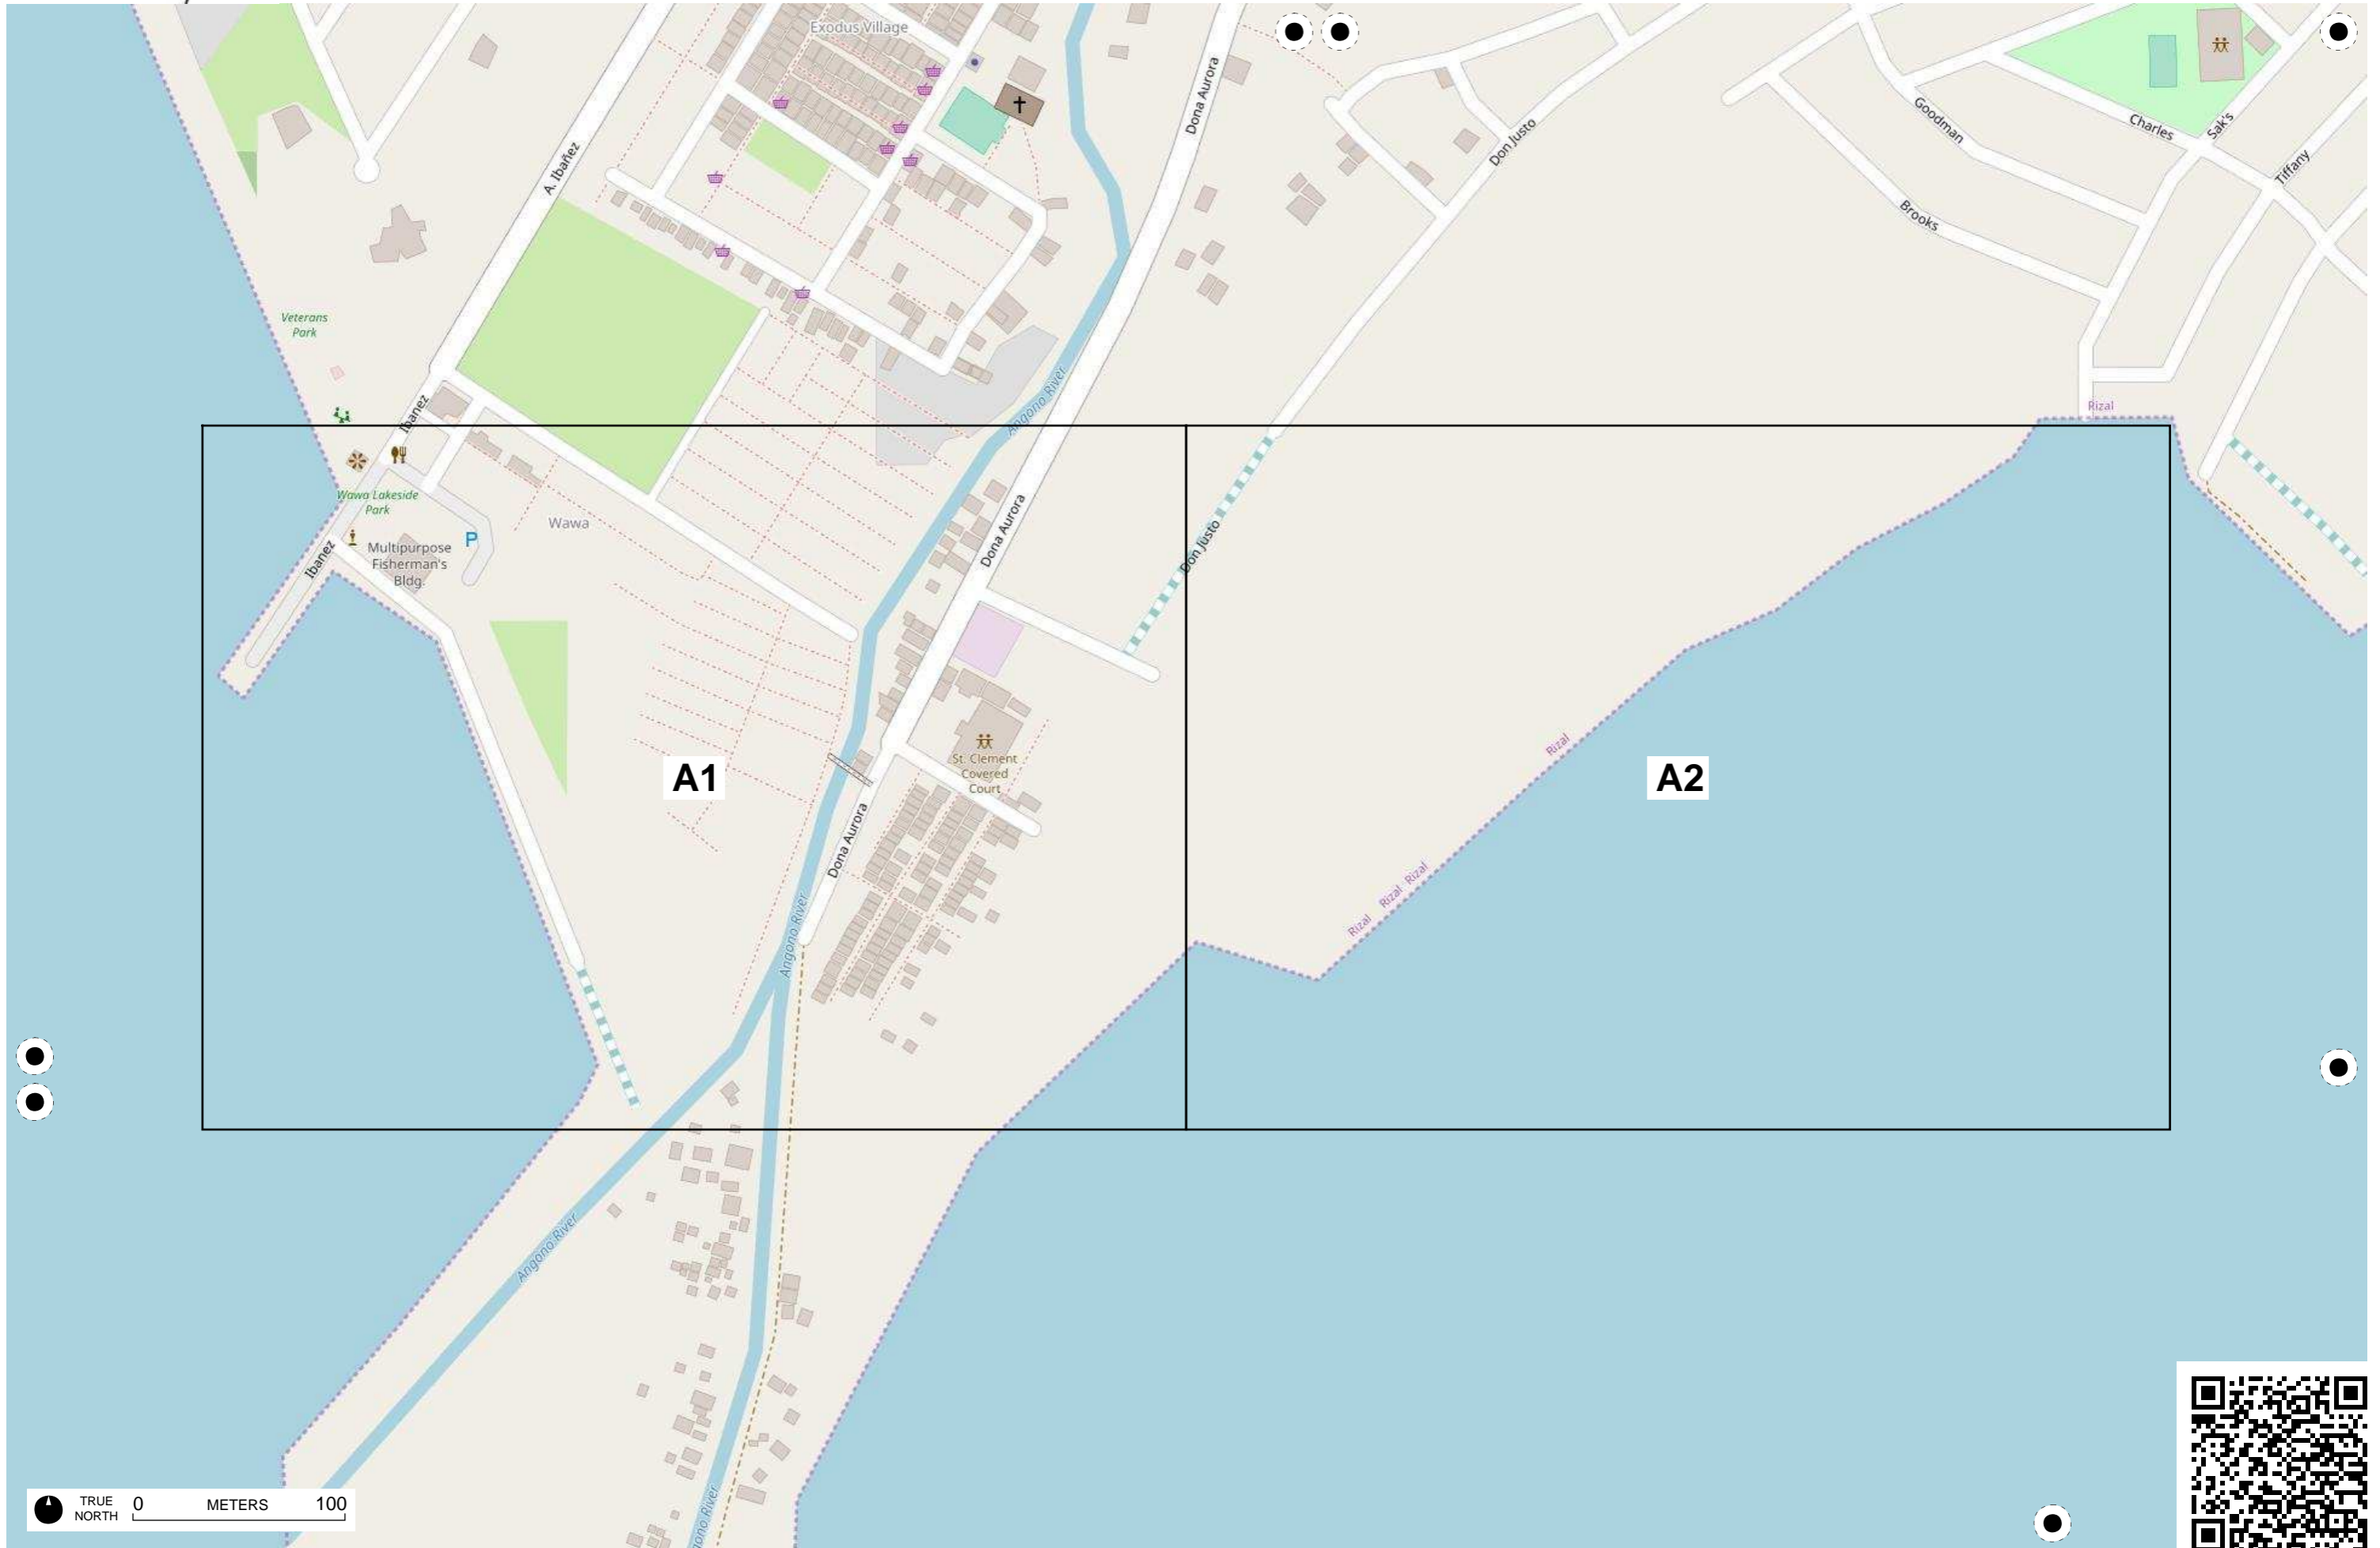 Exodus Village
Dona Aurora
Don Justo
Goodman
Charles
Sak's
Tiffany
Brooks
A. Ibañez
Veterans
Park
Ibanez
Angono River
Rizal
Wawa Lakeside
Park
Wawa
P
Multipurpose
Fisherman's
Bldg.
Ibanez
Dona Aurora
Don Justo
A1
A2
St. Clement
Covered
Court
Rizal
Dona Aurora
Rizal
Rizal
Rizal
Angono River
Angono River
TRUE
NORTH
0 METERS 100